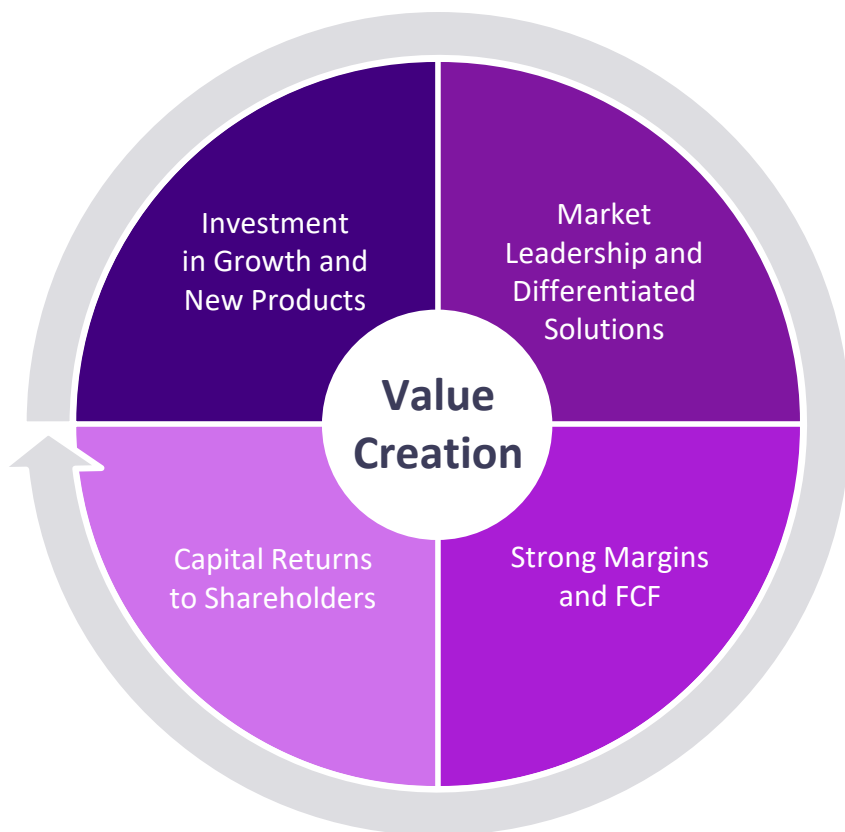 Investment
in Growth and
New Products
Market
Leadership and
Differentiated
Solutions
Value
Creation
Capital Returns
to Shareholders
Strong Margins
and FCF